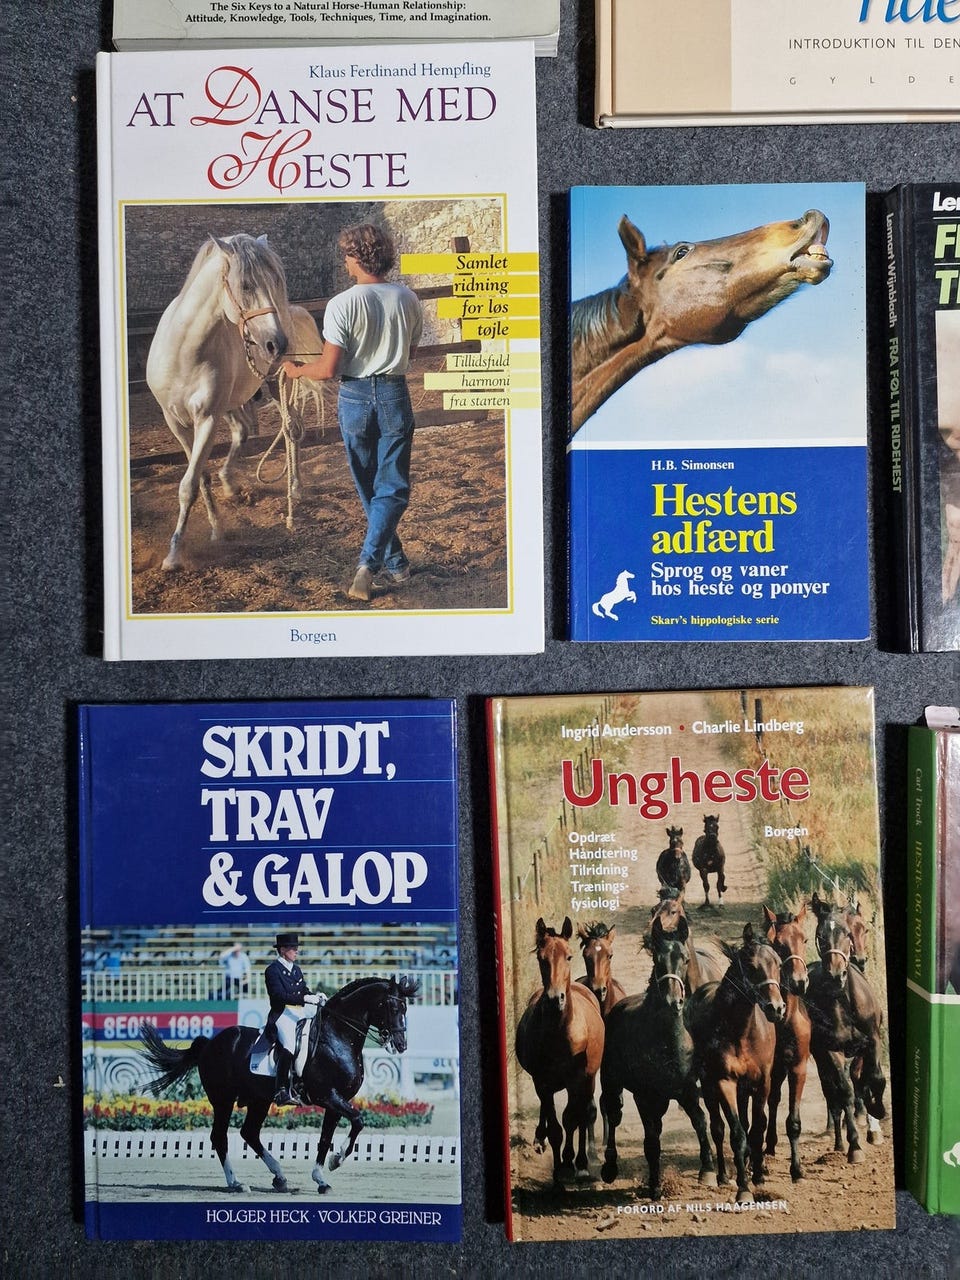 The Six Keys to a Natural Horse-Human Relationship:
Attitude, Knowledge, Tools, Techniques, Time, and Imagination.
INTRODUKTION TIL DEN
GYLDE
Klaus Ferdinand Hempfling
AT DANSE MED
HESTE
Samlet
ridning
for løs
tøjle
Tillidsfuld
harmoni
fra starten
Borgen
H.B. Simonsen
Hestens
adfærd
Sprog og vaner
hos heste og ponyer
Skarv's hippologiske serie
Lennart Wijnbladh FRA FØL TIL RIDEHEST
SKRIDT,
TRAV
& GALOP
SEOUL 1988
HOLGER HECK · VOLKER GREINER
Ingrid Andersson • Charlie Lindberg
Ungheste
Opdræt
Håndtering
Tilridning
Trænings-
fysiologi
Borgen
FORORD AF NILS HAAGENSEN
Carl Trock HESTE- OG PONYAVL
Skarv's hippologiske serie